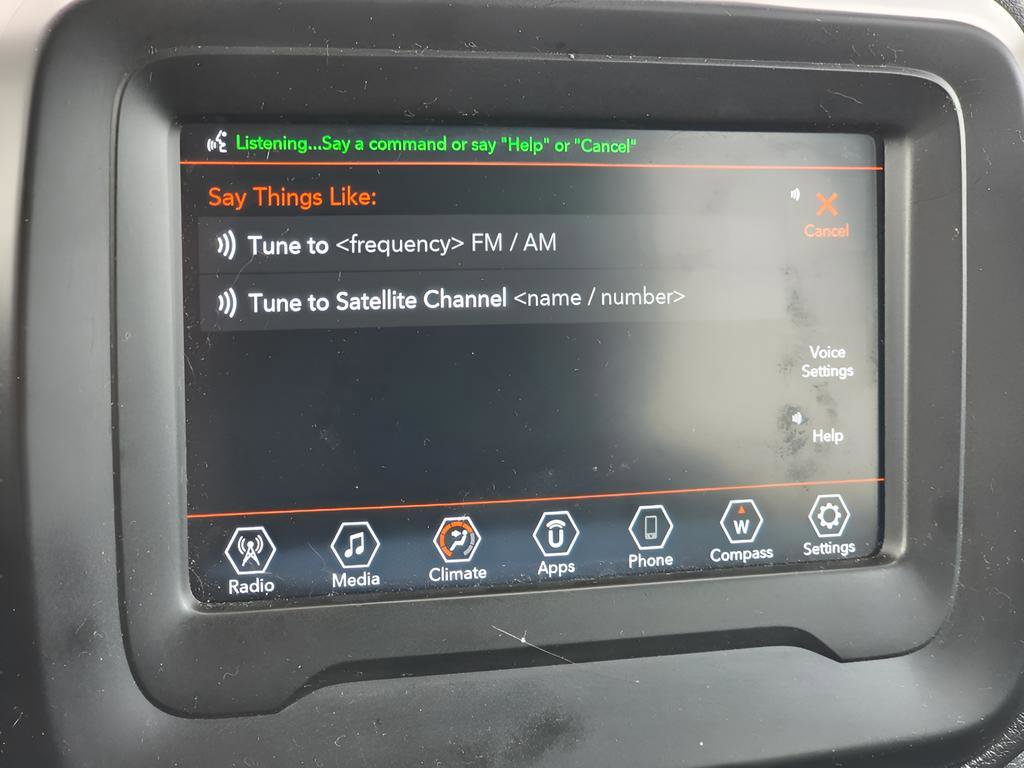 Listening...Say a command or say "Help" or "Cancel"
Say Things Like:
Tune to <frequency> FM / AM
Tune to Satellite Channel <name / number>
Cancel
Voice
Settings
Help
U
W
Radio
Media
Climate
Apps
Phone
Compass
Settings